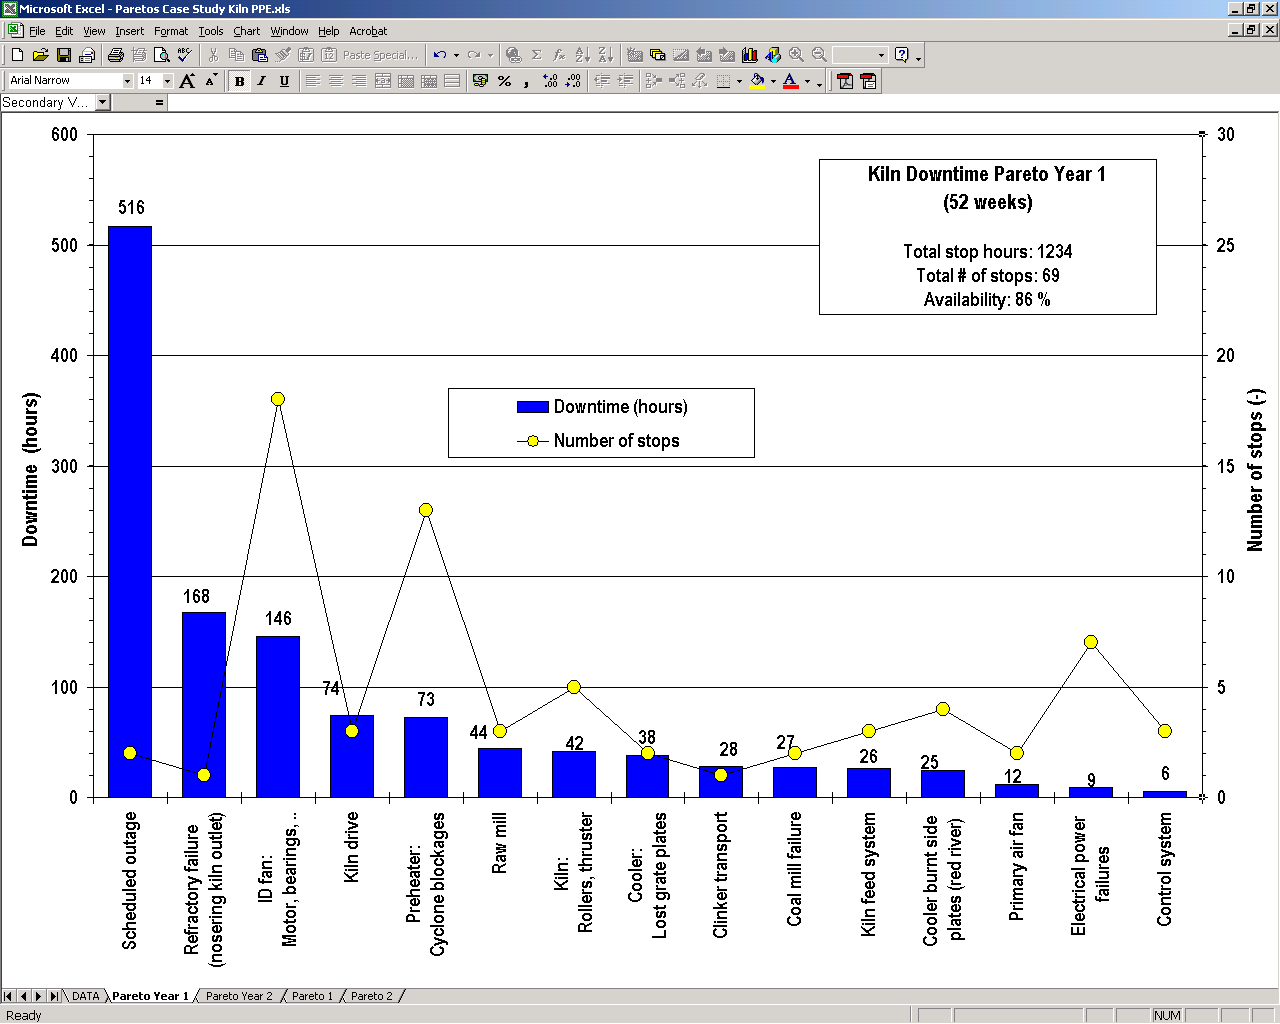 Microsoft Excel - Paretos Case Study Kiln PPE.xls
File Edit View Insert Format Tools Chart Window Help Acrobat
Paste Special...
Arial Narrow 14 B I U % ,
Secondary V... =
600
500
400
300
200
100
0
Downtime (hours)
30
25
20
15
10
5
0
Number of stops (-)
Kiln Downtime Pareto Year 1
(52 weeks)
Total stop hours: 1234
Total # of stops: 69
Availability: 86 %
Downtime (hours)
Number of stops
516
168
146
74
73
44
42
38
28
27
26
25
12
9
6
Scheduled outage
Refractory failure
(nosering kiln outlet)
ID fan:
Motor, bearings, ..
Kiln drive
Preheater:
Cyclone blockages
Raw mill
Kiln:
Rollers, thruster
Cooler:
Lost grate plates
Clinker transport
Coal mill failure
Kiln feed system
Cooler burnt side
plates (red river)
Primary air fan
Electrical power
failures
Control system
DATA Pareto Year 1 Pareto Year 2 Pareto 1 Pareto 2
Ready NUM